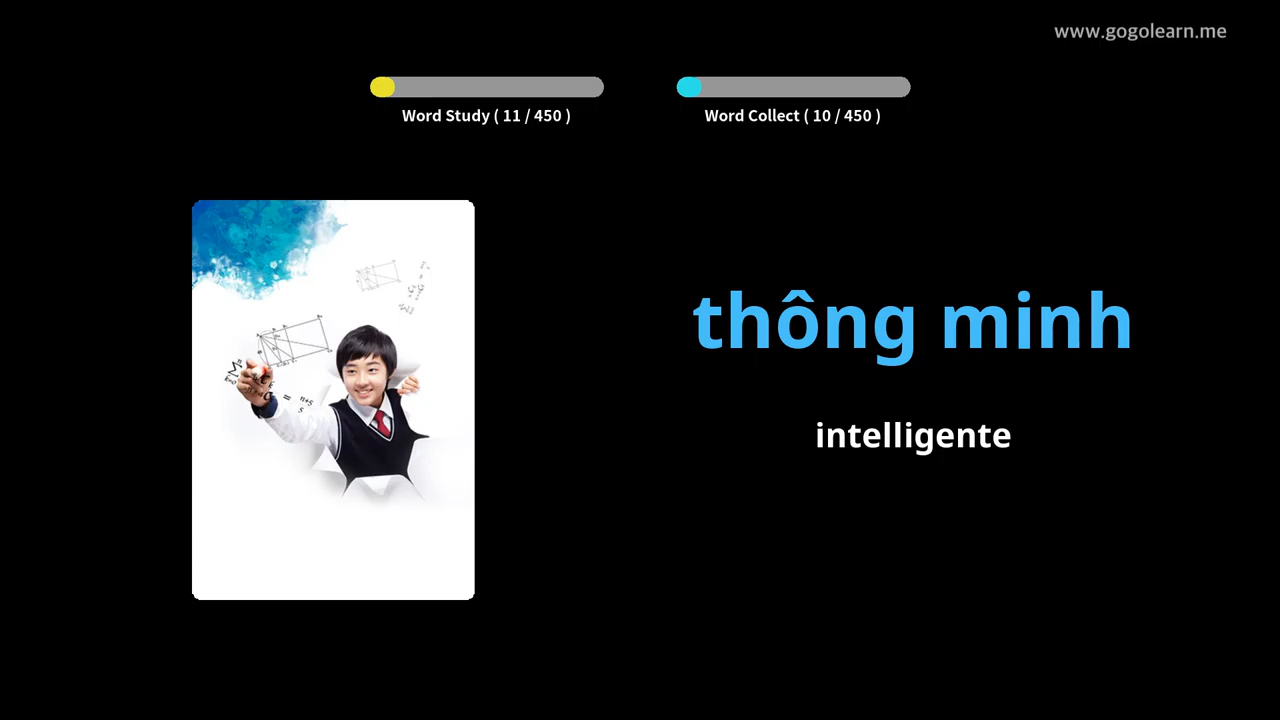 www.gogolearn.me
Word Study ( 11 / 450 )
Word Collect ( 10 / 450 )
thông minh
intelligente